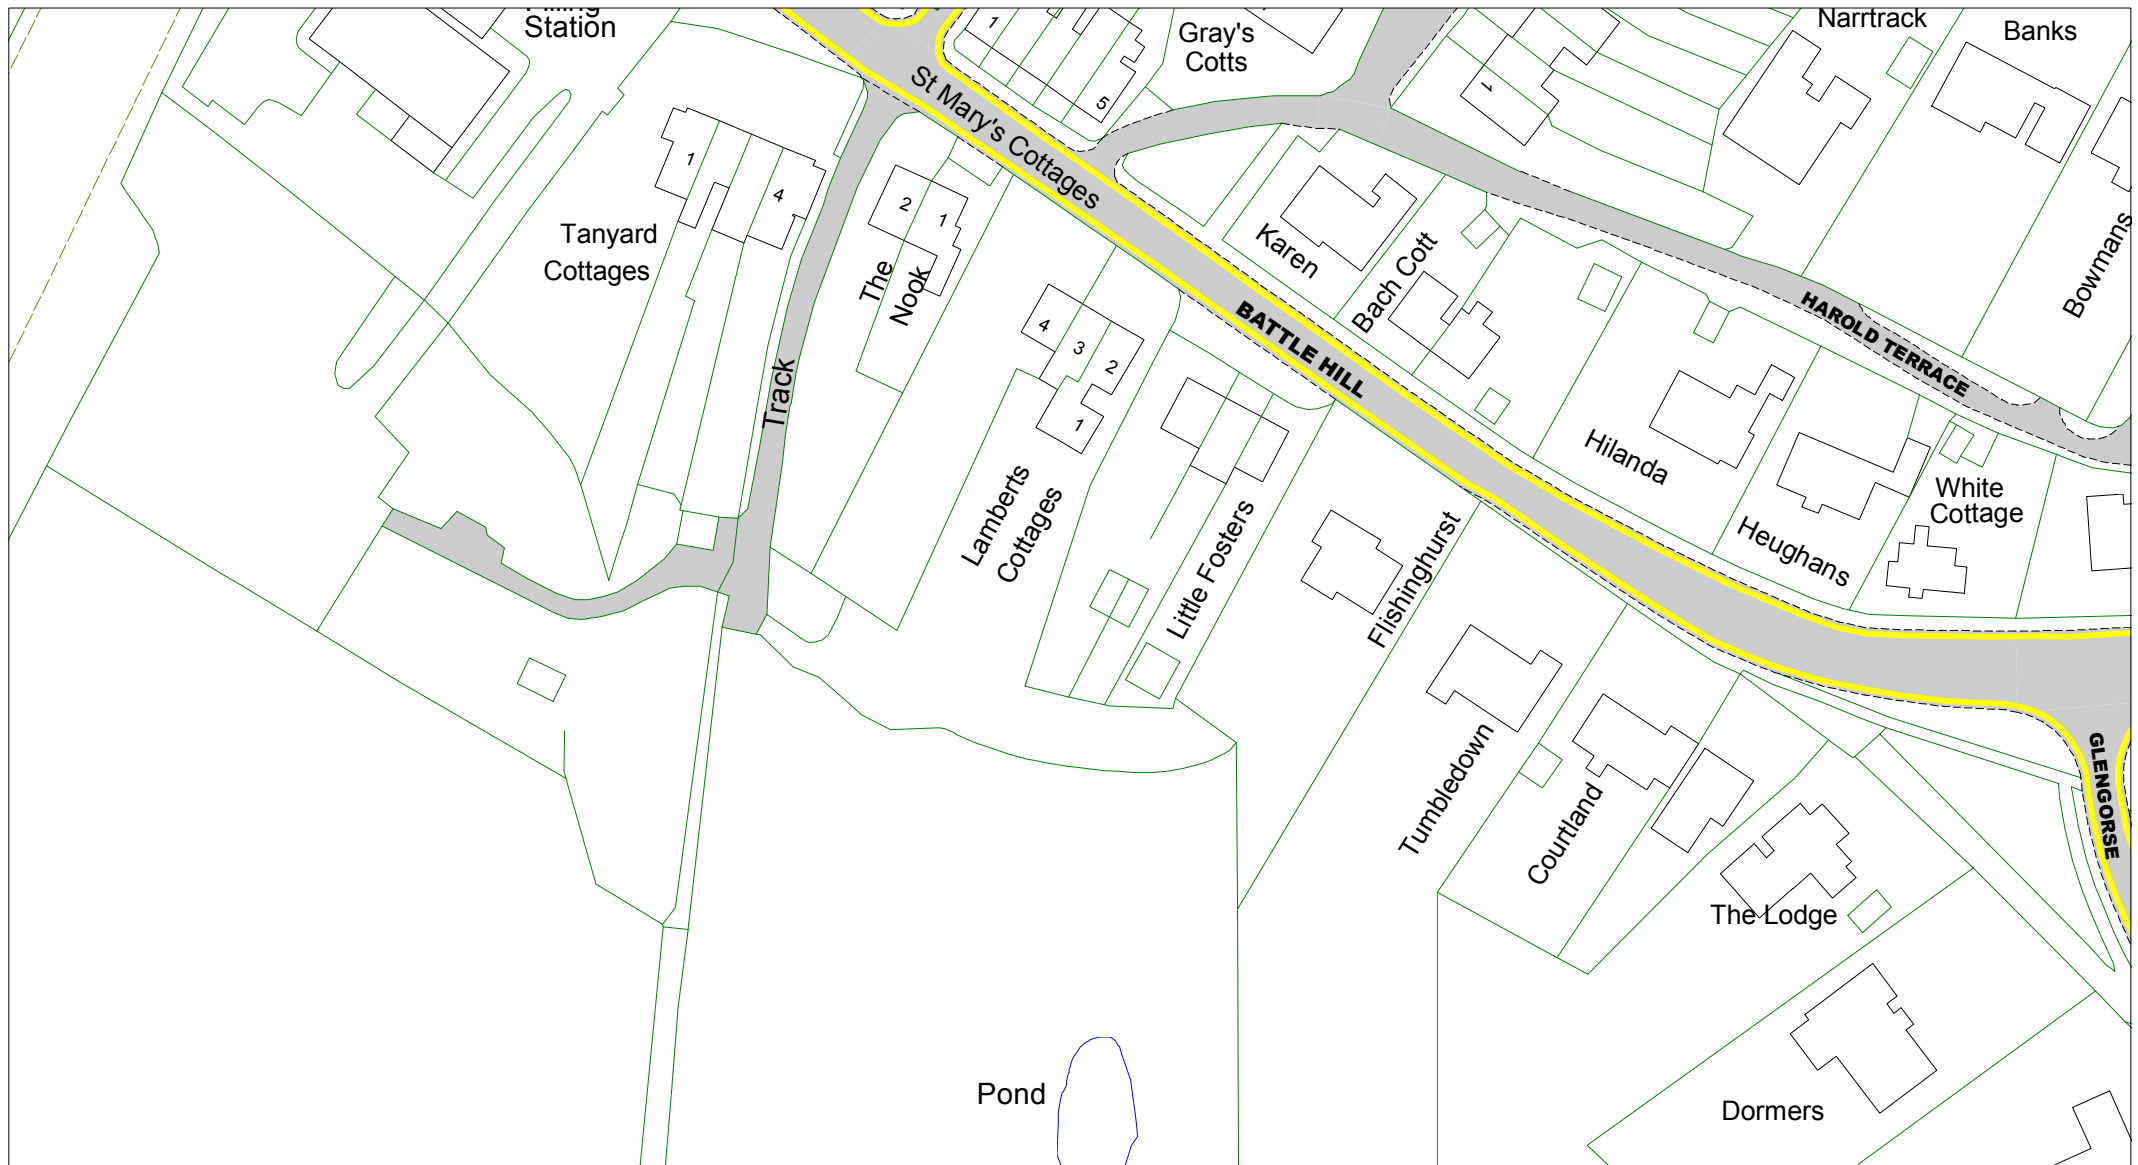 Filling
Station
Gray's
Cotts
Narrtrack
Banks
1
5
1
St Mary's Cottages
1
4
2
1
Tanyard
Cottages
The
Nook
Karen
Bach Cott
Bowmans
HAROLD TERRACE
BATTLE HILL
4
3
2
1
Track
Lamberts
Cottages
Little Fosters
Flishinghurst
Hilanda
Heughans
White
Cottage
Tumbledown
Courtland
GLENGORSE
The Lodge
Pond
Dormers